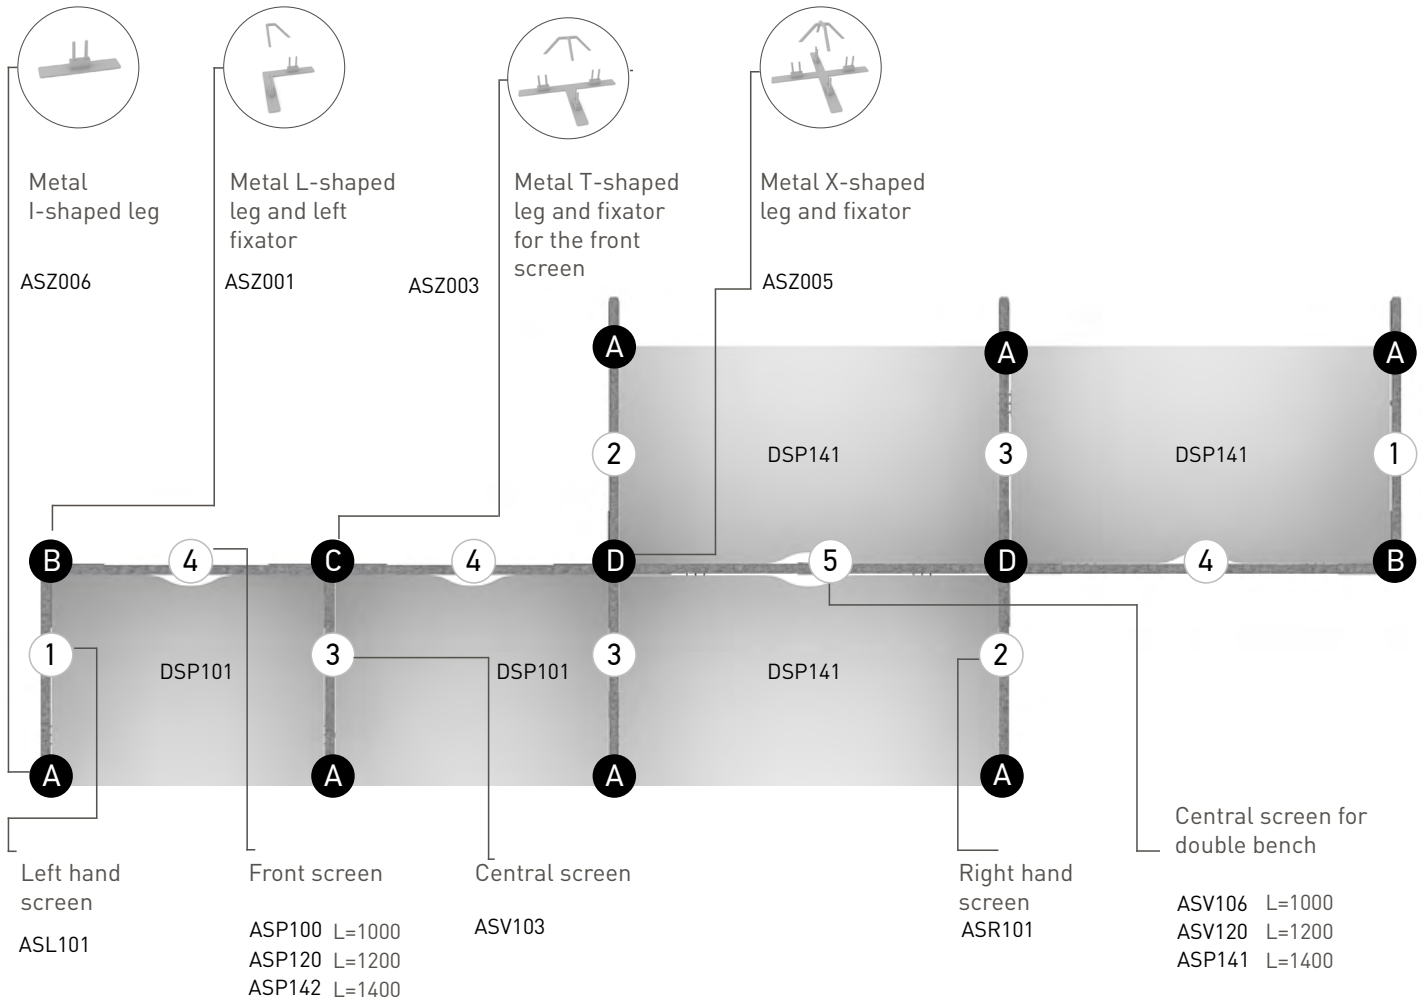 Metal
I-shaped leg
ASZ006
Metal L-shaped
leg and left
fixator
ASZ001
Metal T-shaped
leg and fixator
for the front
screen
ASZ003
Metal X-shaped
leg and fixator
ASZ005
A
A
A
2
DSP141
3
DSP141
1
B
4
C
4
D
5
D
4
B
1
DSP101
3
DSP101
3
DSP141
2
A
A
A
A
Left hand
screen
ASL101
Front screen
ASP100 L=1000
ASP120 L=1200
ASP142 L=1400
Central screen
ASV103
Right hand
screen
ASR101
Central screen for
double bench
ASV106 L=1000
ASV120 L=1200
ASP141 L=1400